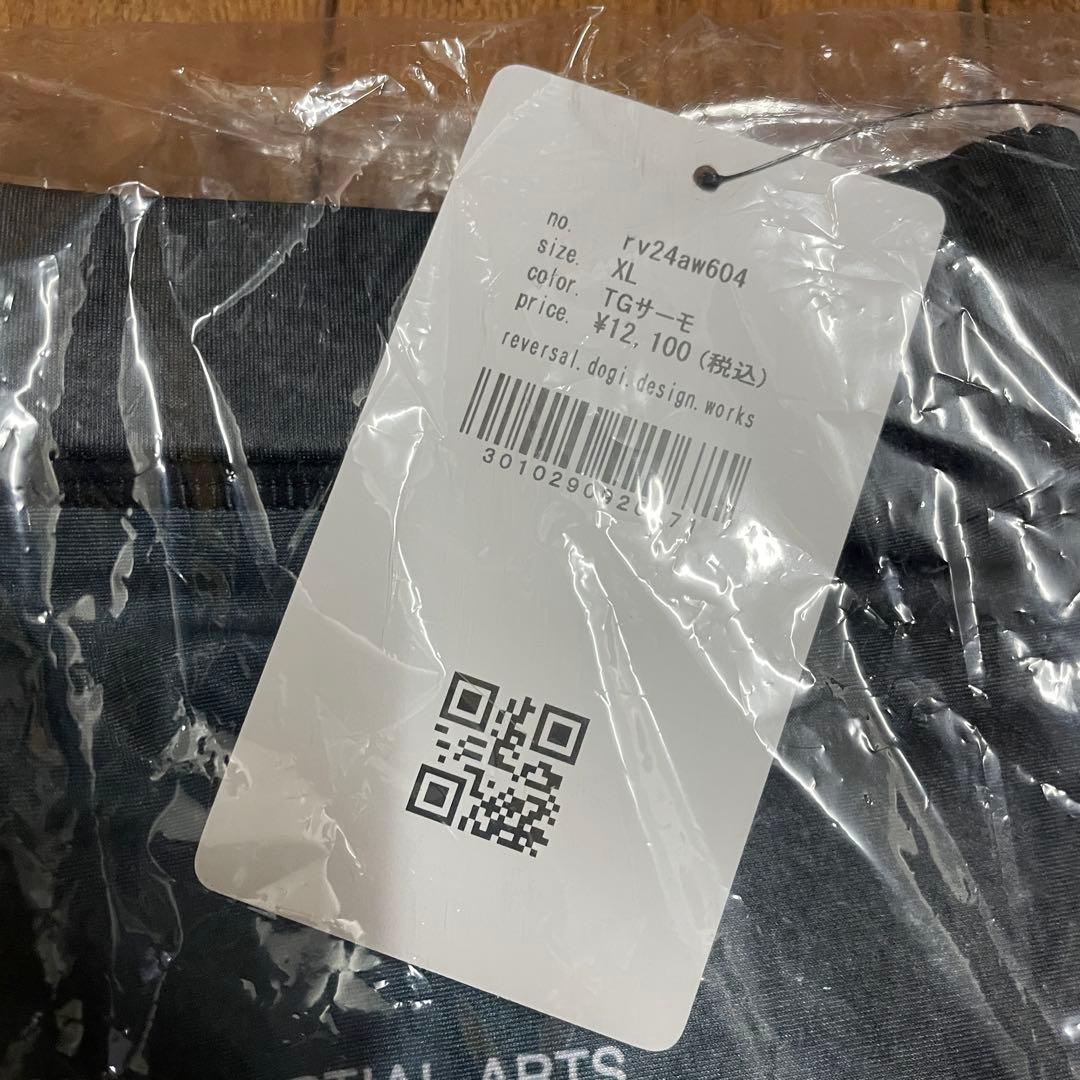 no. rv24aw604
size. XL
color. TGサーモ
price. ¥12,100(税込)
reversal.dogi.design.works
ARTS